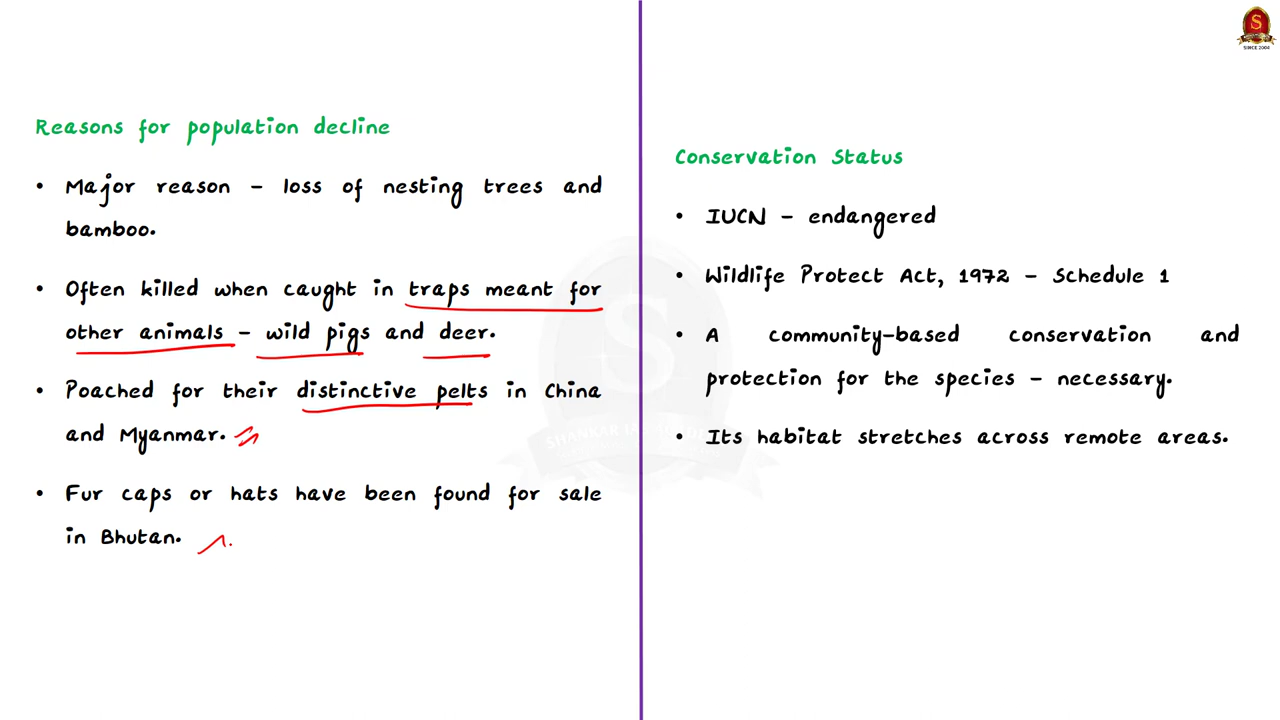 Reasons for population decline
• Major reason – loss of nesting trees and
bamboo.
• Often killed when caught in traps meant for
other animals – wild pigs and deer.
• Poached for their distinctive pelts in China
and Myanmar.
• Fur caps or hats have been found for sale
in Bhutan.
Conservation Status
• IUCN – endangered
• Wildlife Protect Act, 1972 – Schedule 1
• A community-based conservation and
protection for the species – necessary.
• Its habitat stretches across remote areas.
S
SINCE 2004